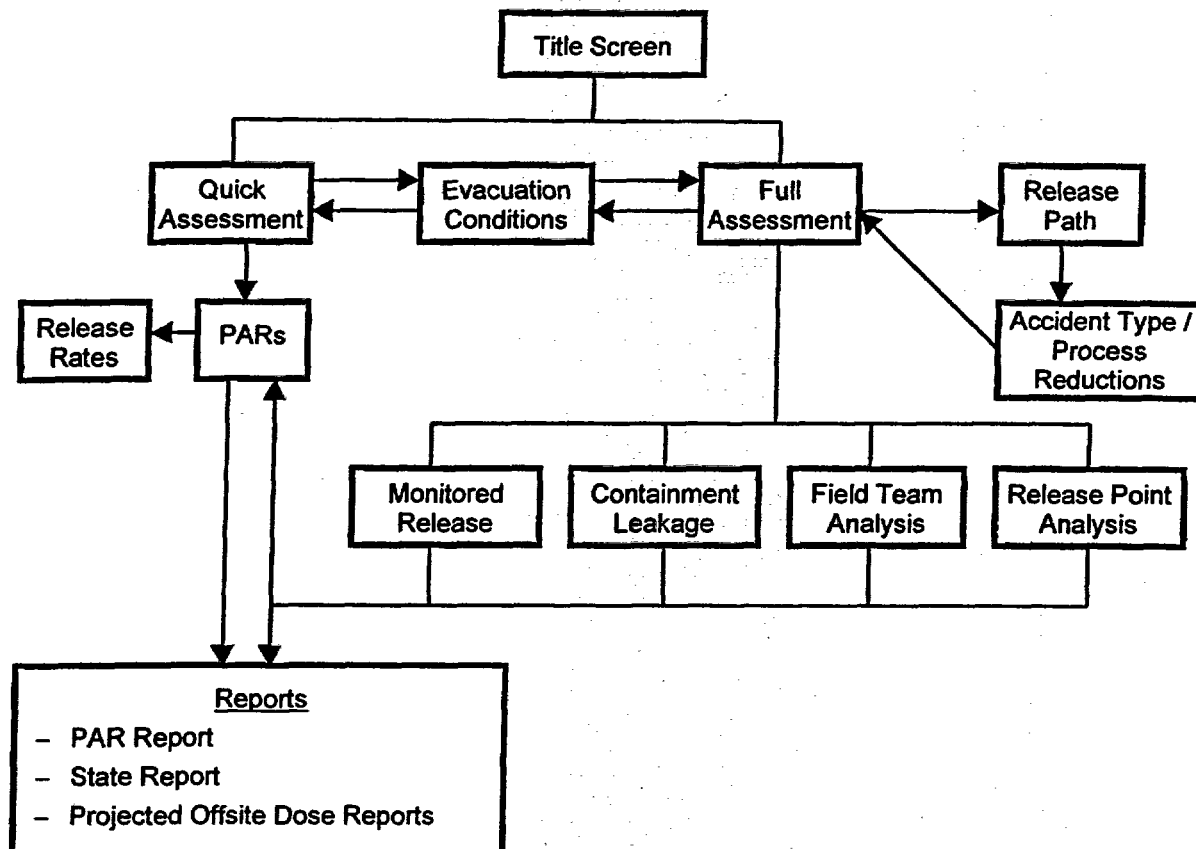 Title Screen
Quick
Assessment
Evacuation
Conditions
Full
Assessment
Release
Path
Release
Rates
PARs
Accident Type /
Process
Reductions
Monitored
Release
Containment
Leakage
Field Team
Analysis
Release Point
Analysis
Reports
– PAR Report
– State Report
– Projected Offsite Dose Reports